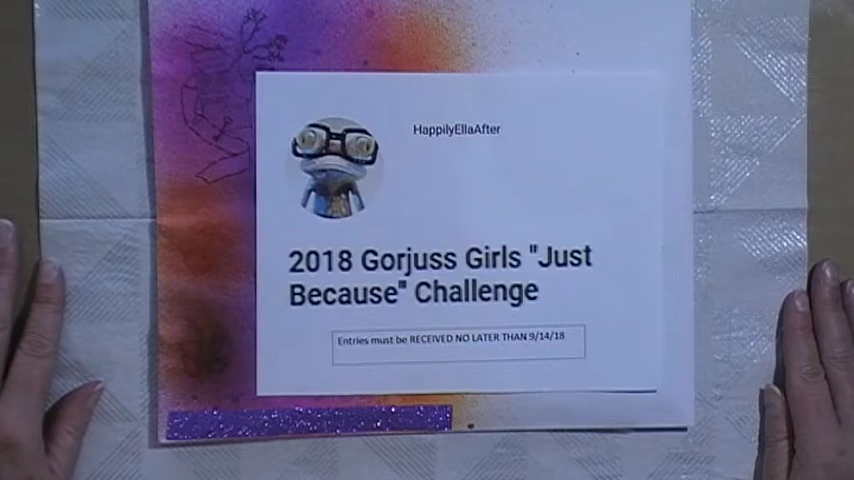 HappilyEllaAfter
2018 Gorjuss Girls "Just
Because" Challenge
Entries must be RECEIVED NO LATER THAN 9/14/18